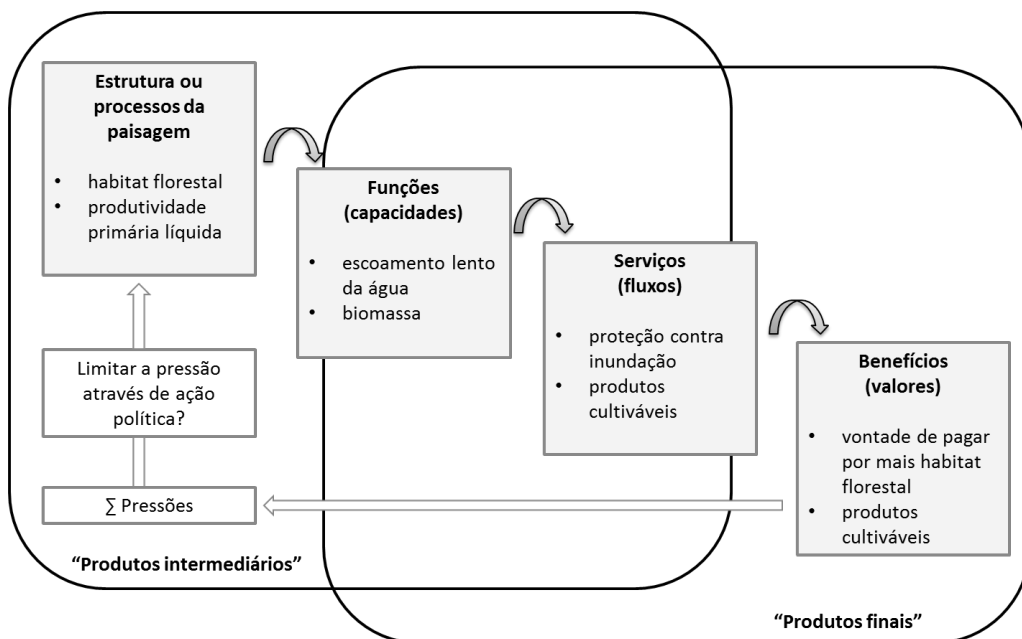 Estrutura ou
processos da
paisagem
• habitat florestal
• produtividade
primária líquida
Funções
(capacidades)
• escoamento lento
da água
• biomassa
Serviços
(fluxos)
• proteção contra
inundação
• produtos
cultiváveis
Benefícios
(valores)
• vontade de pagar
por mais habitat
florestal
• produtos
cultiváveis
Limitar a pressão
através de ação
política?
∑ Pressões
“Produtos intermediários”
“Produtos finais”